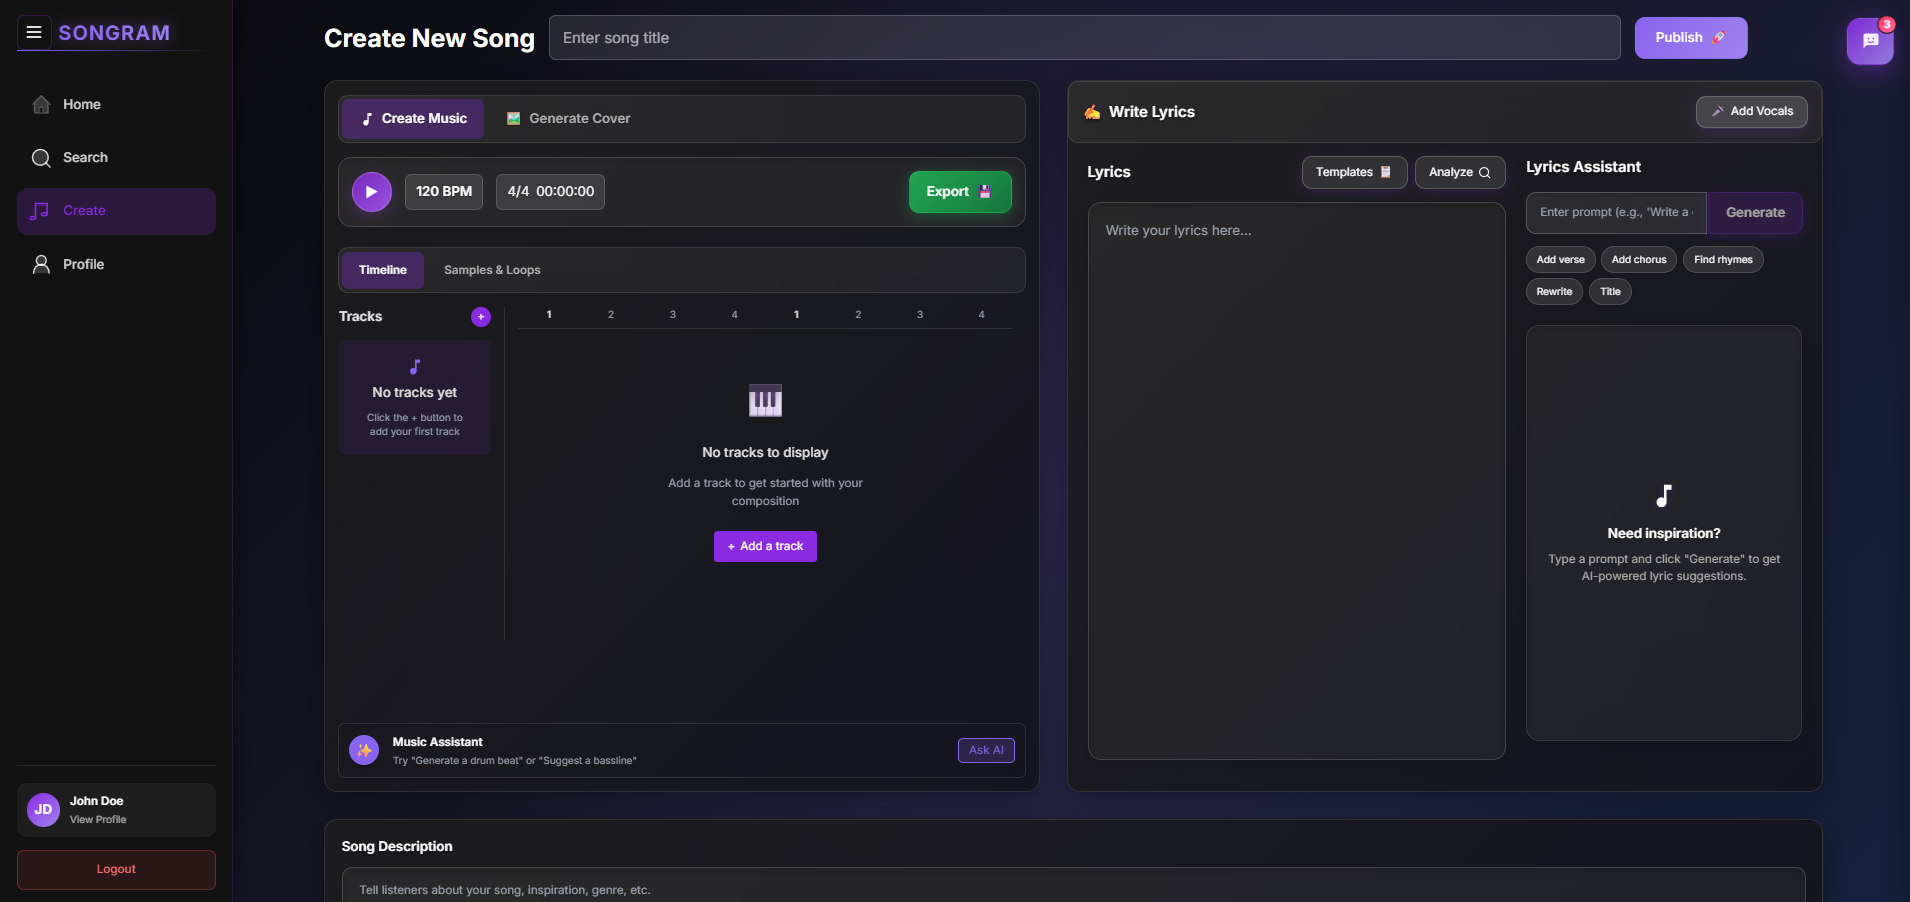 SONGRAM
Home
Search
Create
Profile
JD
John Doe
View Profile
Logout
Create New Song
Enter song title
Publish
3
Create Music
Generate Cover
120 BPM
4/4 00:00:00
Export
Timeline
Samples & Loops
Tracks
+
1 2 3 4 1 2 3 4
No tracks yet
Click the + button to
add your first track
No tracks to display
Add a track to get started with your
composition
+ Add a track
Music Assistant
Try "Generate a drum beat" or "Suggest a bassline"
Ask AI
Write Lyrics
Add Vocals
Lyrics
Templates
Analyze
Write your lyrics here...
Lyrics Assistant
Enter prompt (e.g., 'Write a
Generate
Add verse
Add chorus
Find rhymes
Rewrite
Title
Need inspiration?
Type a prompt and click "Generate" to get
AI-powered lyric suggestions.
Song Description
Tell listeners about your song, inspiration, genre, etc.